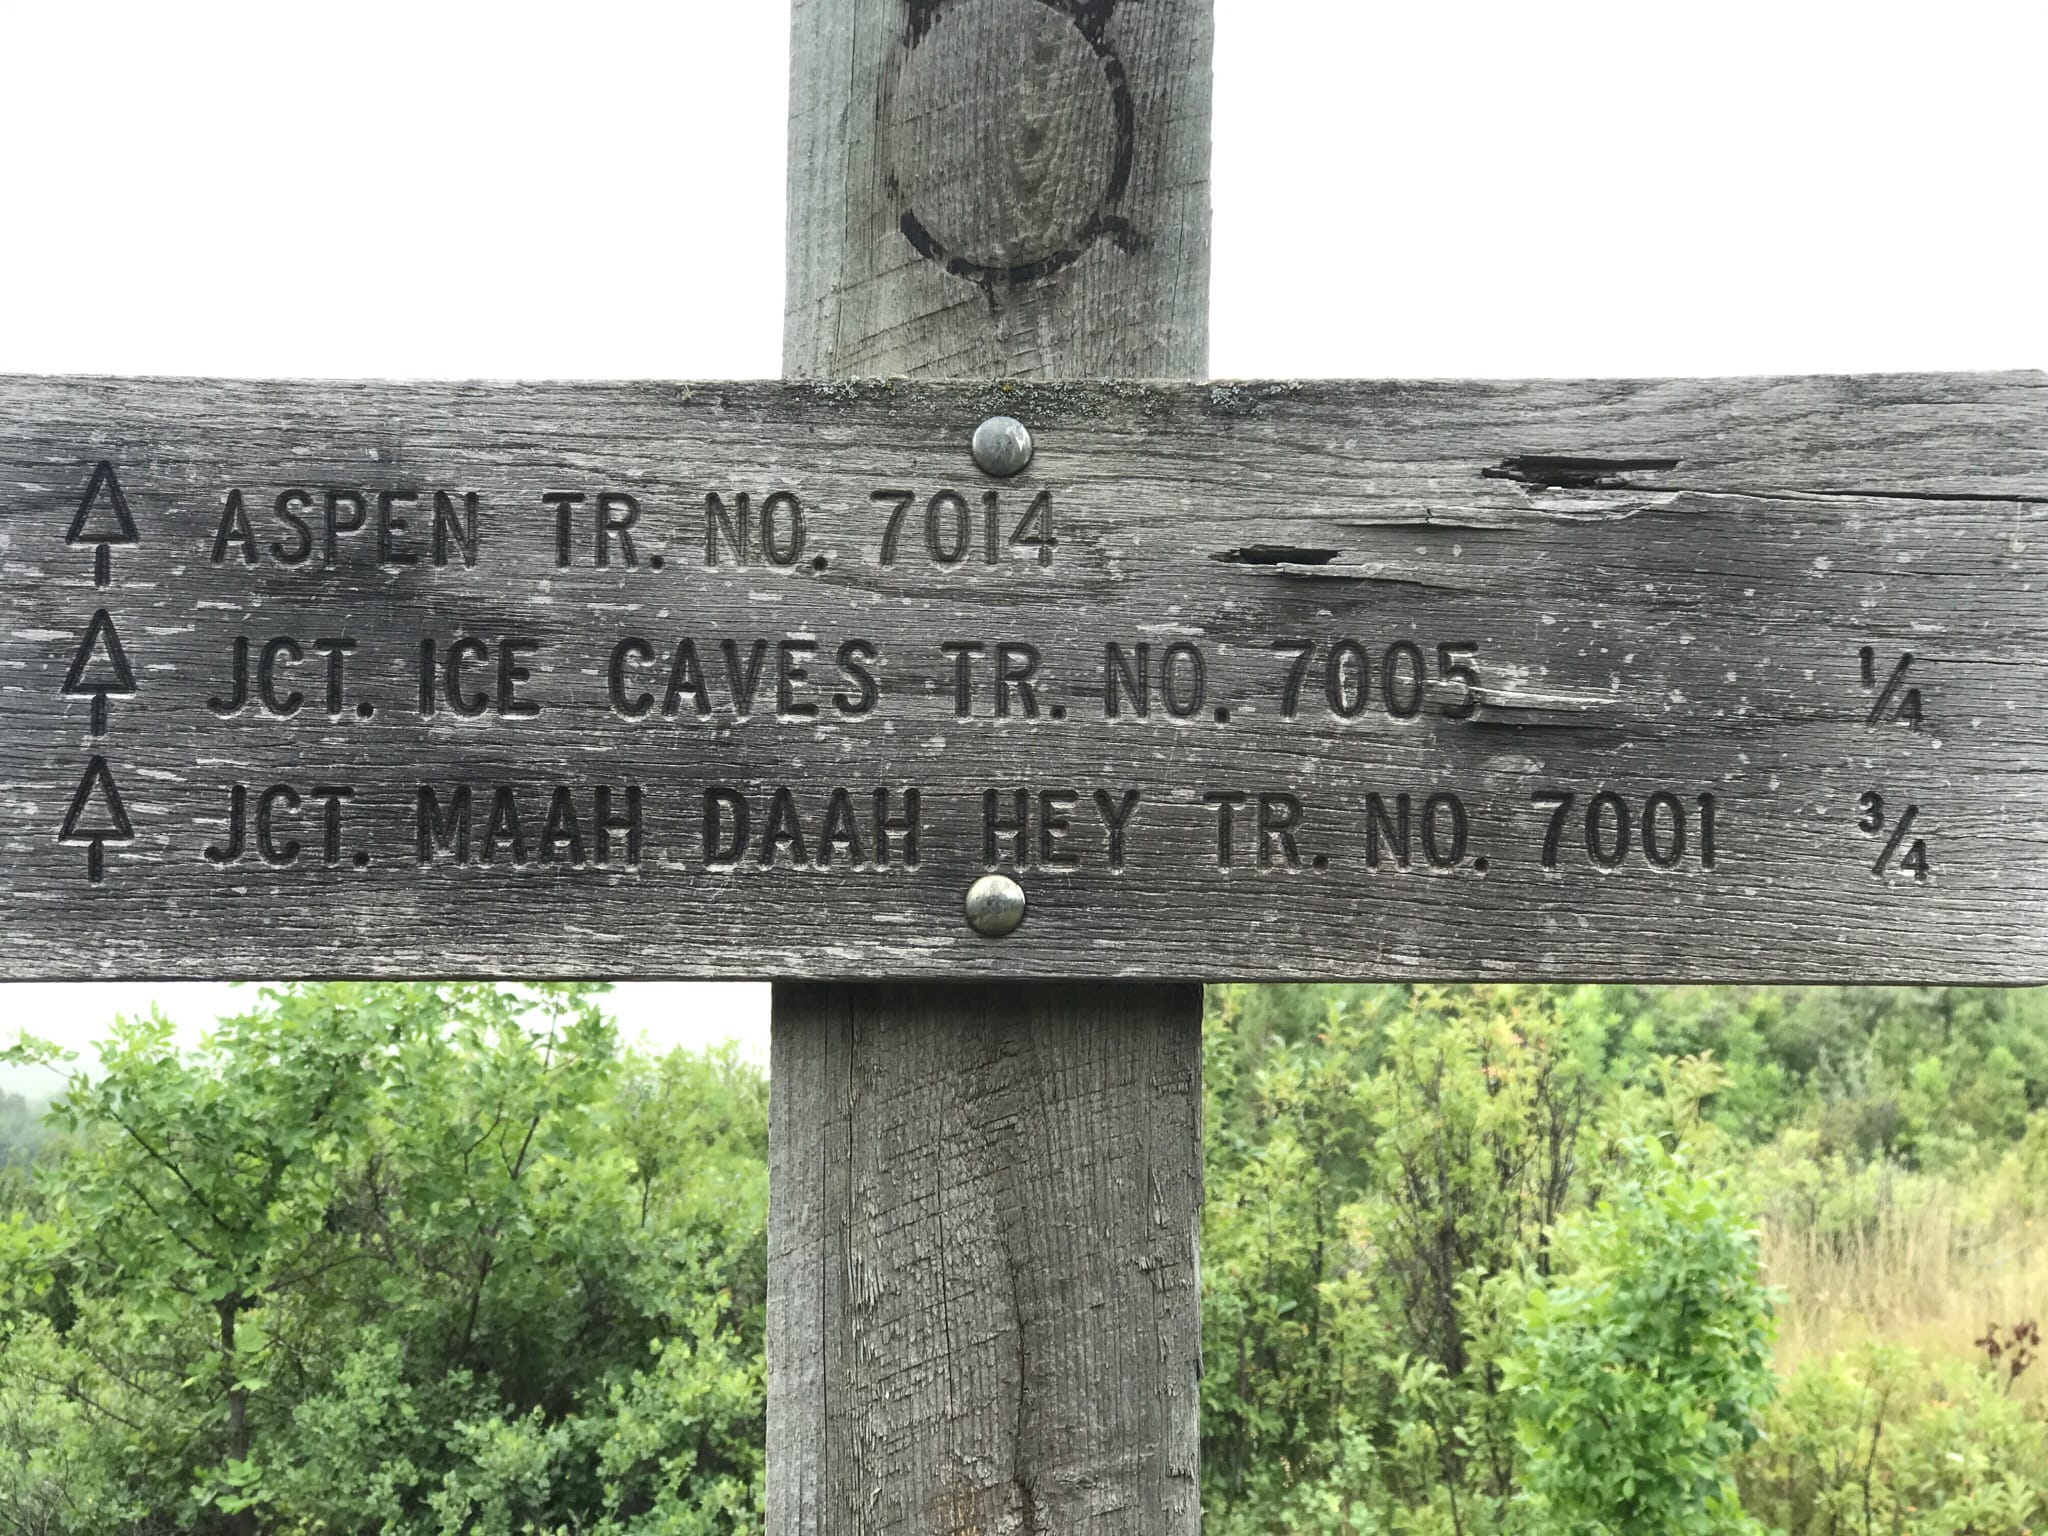 ASPEN TR. NO. 7014
JCT. ICE CAVES TR. NO. 7005 1/4
JCT. MAAH DAAH HEY TR. NO. 7001 3/4